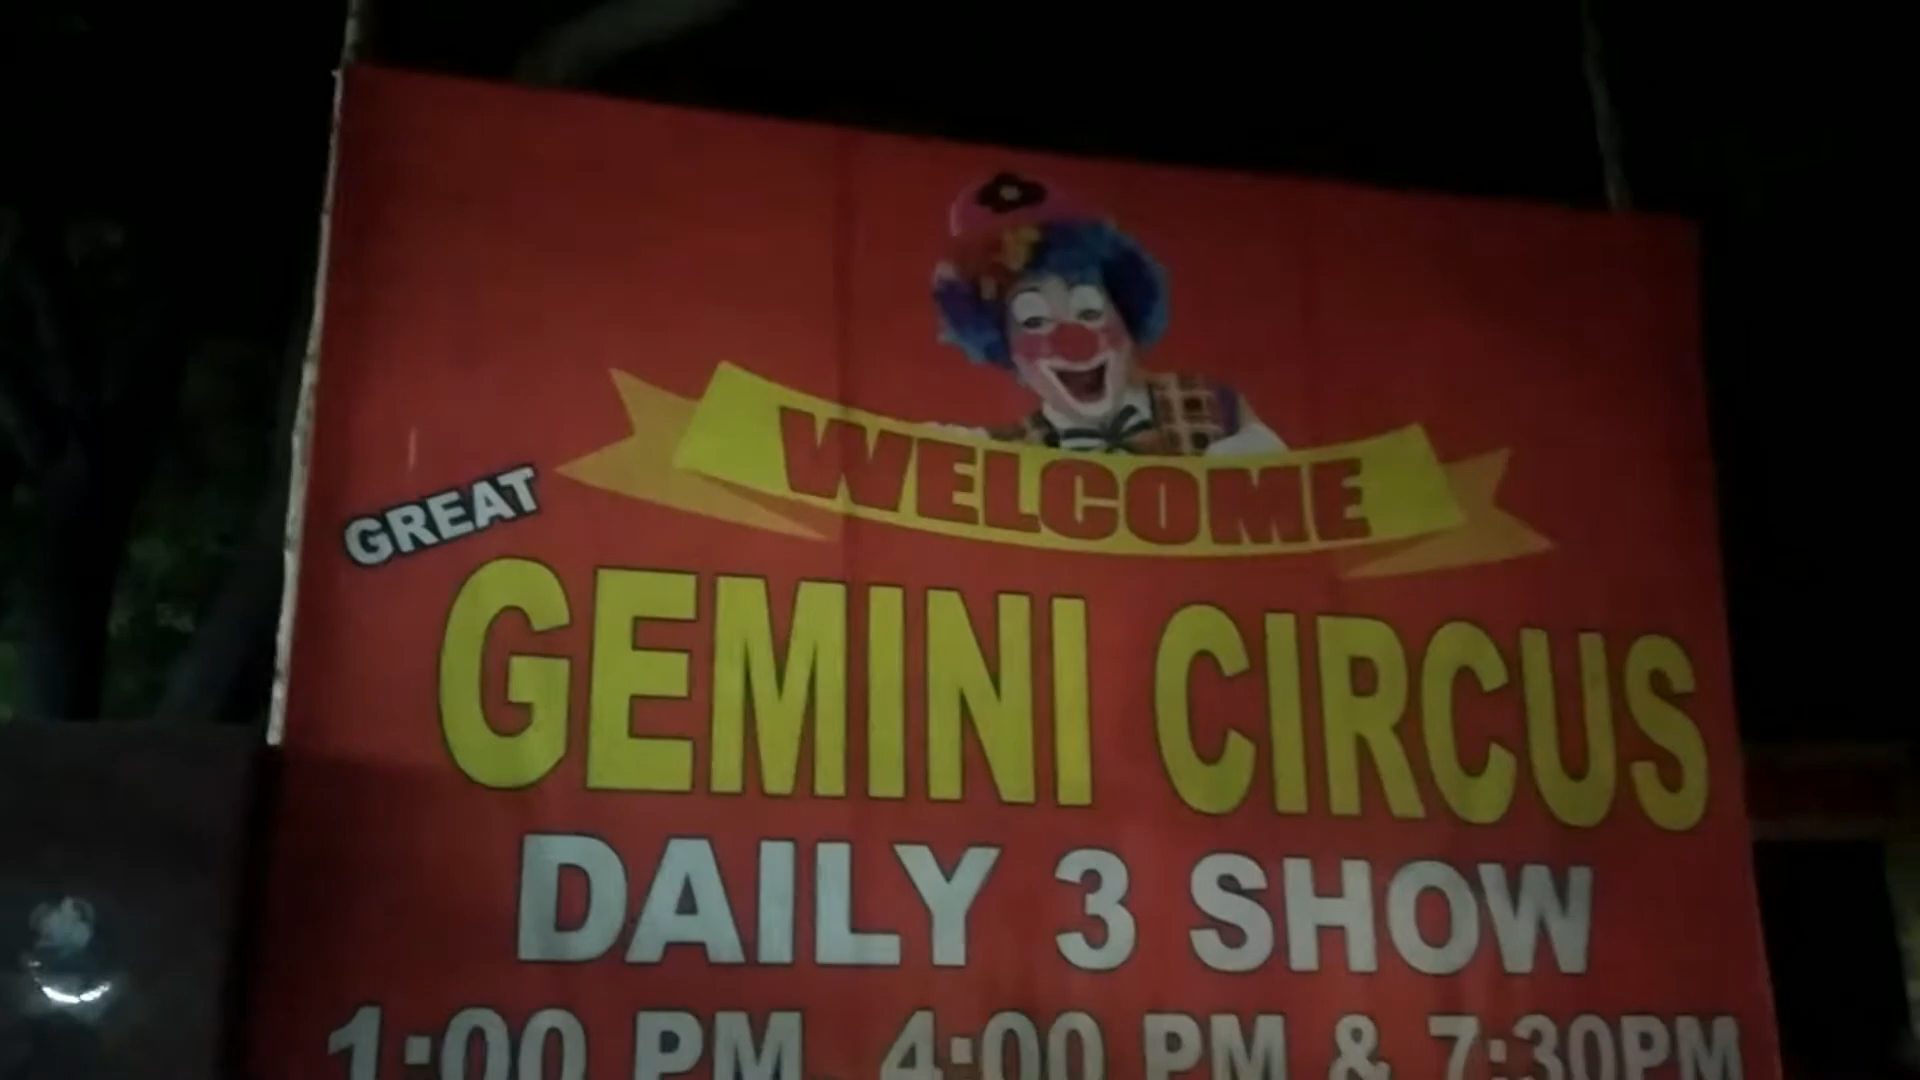 WELCOME
GREAT
GEMINI CIRCUS
DAILY 3 SHOW
1:00 PM, 4:00 PM & 7:30PM